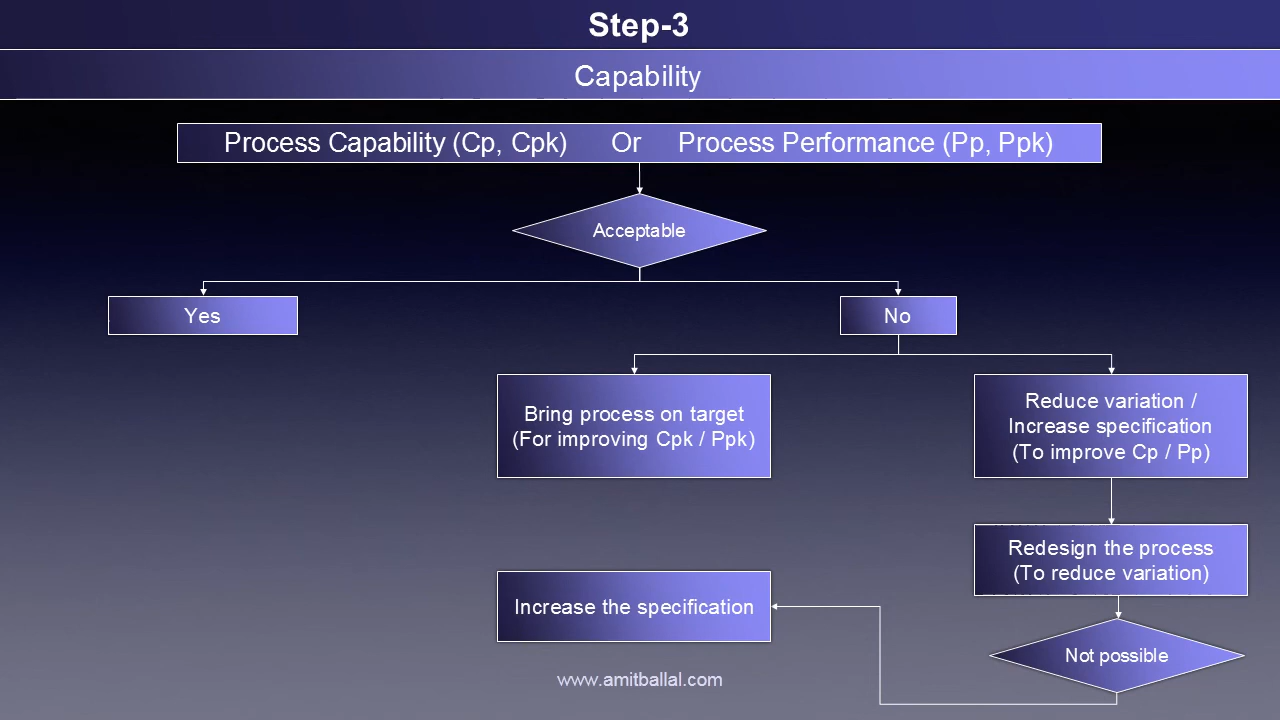 Step-3
Capability
Process Capability (Cp, Cpk) Or Process Performance (Pp, Ppk)
Acceptable
Yes
No
Bring process on target
(For improving Cpk / Ppk)
Reduce variation /
Increase specification
(To improve Cp / Pp)
Redesign the process
(To reduce variation)
Increase the specification
Not possible
www.amitballal.com